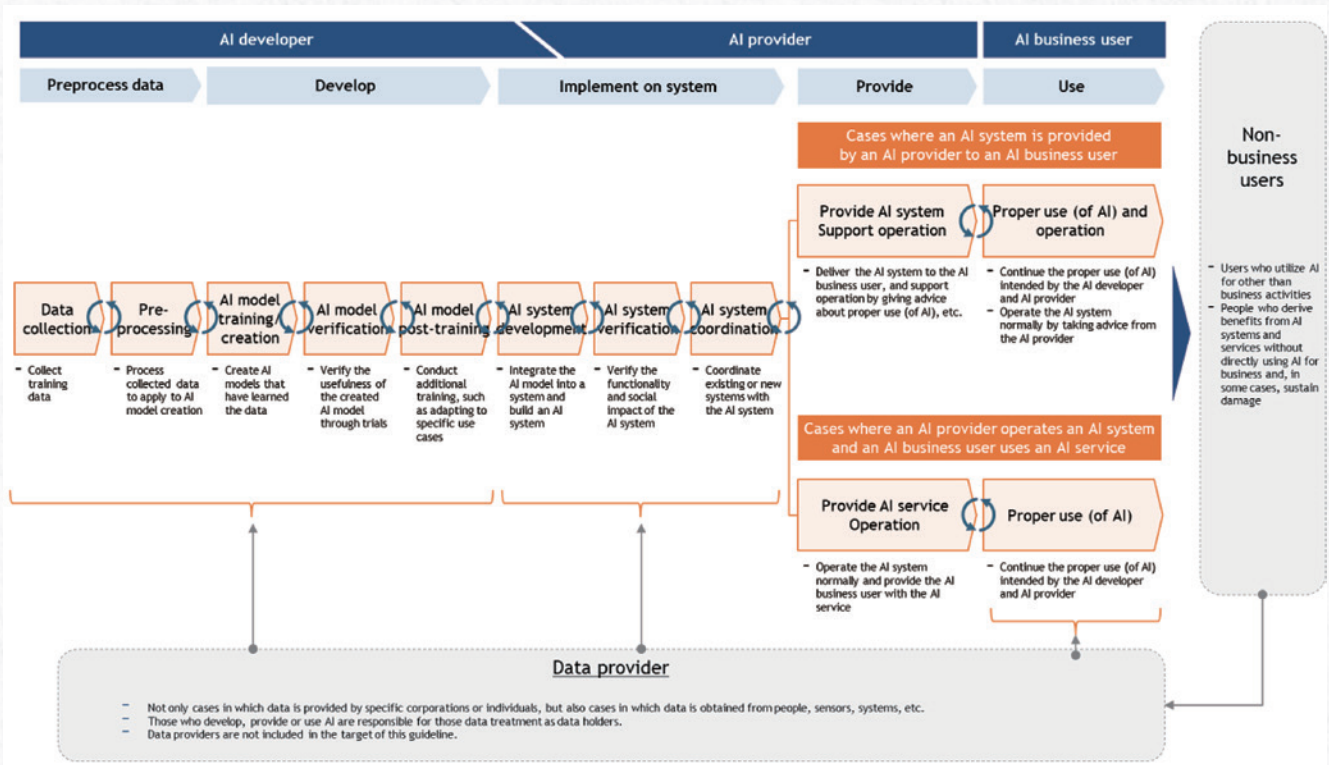 AI developer
AI provider
AI business user
Preprocess data
Develop
Implement on system
Provide
Use
Cases where an AI system is provided
by an AI provider to an AI business user
Provide AI system
Support operation
Proper use (of AI) and
operation
– Deliver the AI system to the AI
business user, and support
operation by giving advice
about proper use (of AI), etc.
– Continue the proper use (of AI)
intended by the AI developer
and AI provider
– Operate the AI system
normally by taking advice from
the AI provider
Data
collection
Pre-
processing
AI model
training/
creation
AI model
verification
AI model
post-training
AI system
development
AI system
verification
AI system
coordination
– Collect
training
data
– Process
collected data
to apply to AI
model creation
– Create AI
models that
have learned
the data
– Verify the
usefulness of
the created AI
model
through trials
– Conduct
additional
training, such
as adapting to
specific use
cases
– Integrate the
AI model into a
system and
build an AI
system
– Verify the
functionality
and social
impact of the
AI system
– Coordinate
existing or new
systems with
the AI system
Cases where an AI provider operates an AI system
and an AI business user uses an AI service
Provide AI service
Operation
Proper use (of AI)
– Operate the AI system
normally and provide the AI
business user with the AI
service
– Continue the proper use (of AI)
intended by the AI developer
and AI provider
Non-
business
users
– Users who utilize AI
for other than
business activities
– People who derive
benefits from AI
systems and
services without
directly using AI for
business and, in
some cases, sustain
damage
Data provider
– Not only cases in which data is provided by specific corporations or individuals, but also cases in which data is obtained from people, sensors, systems, etc.
– Those who develop, provide or use AI are responsible for those data treatment as data holders.
– Data providers are not included in the target of this guideline.